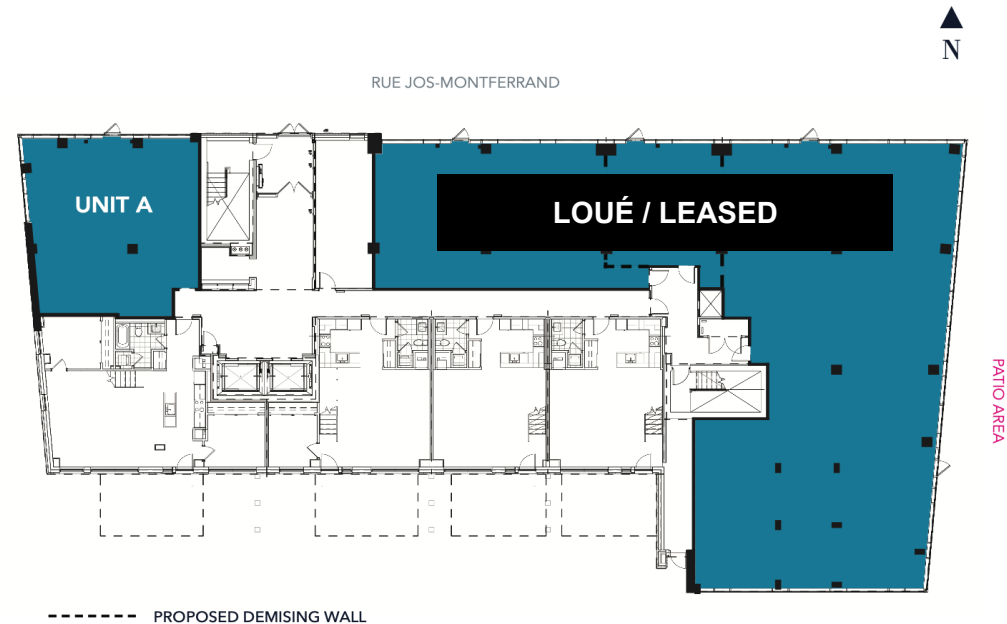 N
RUE JOS-MONTFERRAND
UNIT A
LOUÉ / LEASED
PATIO AREA
PROPOSED DEMISING WALL